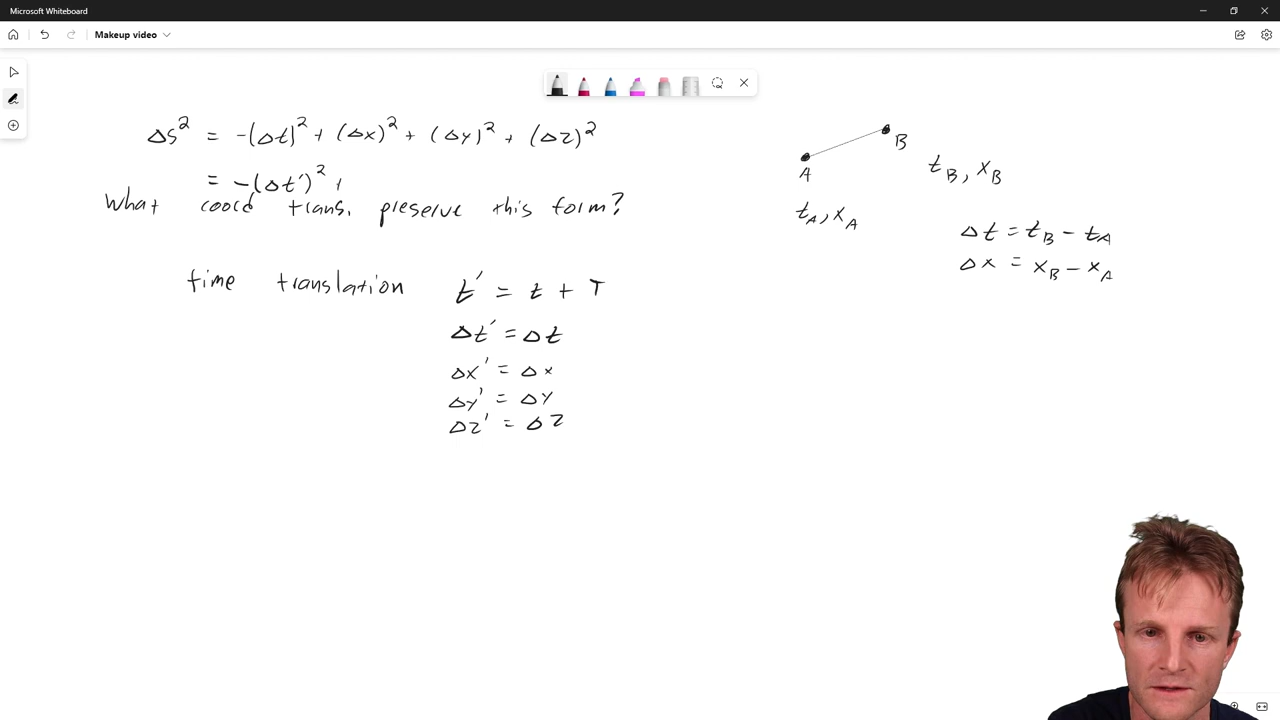 Microsoft Whiteboard
Makeup video
Δs² = -(Δt)² + (Δx)² + (Δy)² + (Δz)²
= -(Δt')² +
What coord trans. preserve this form?
time translation t' = t + T
Δt' = Δt
Δx' = Δx
Δy' = Δy
Δz' = Δz
A
B
t_A, x_A
t_B, x_B
Δt = t_B - t_A
Δx = x_B - x_A